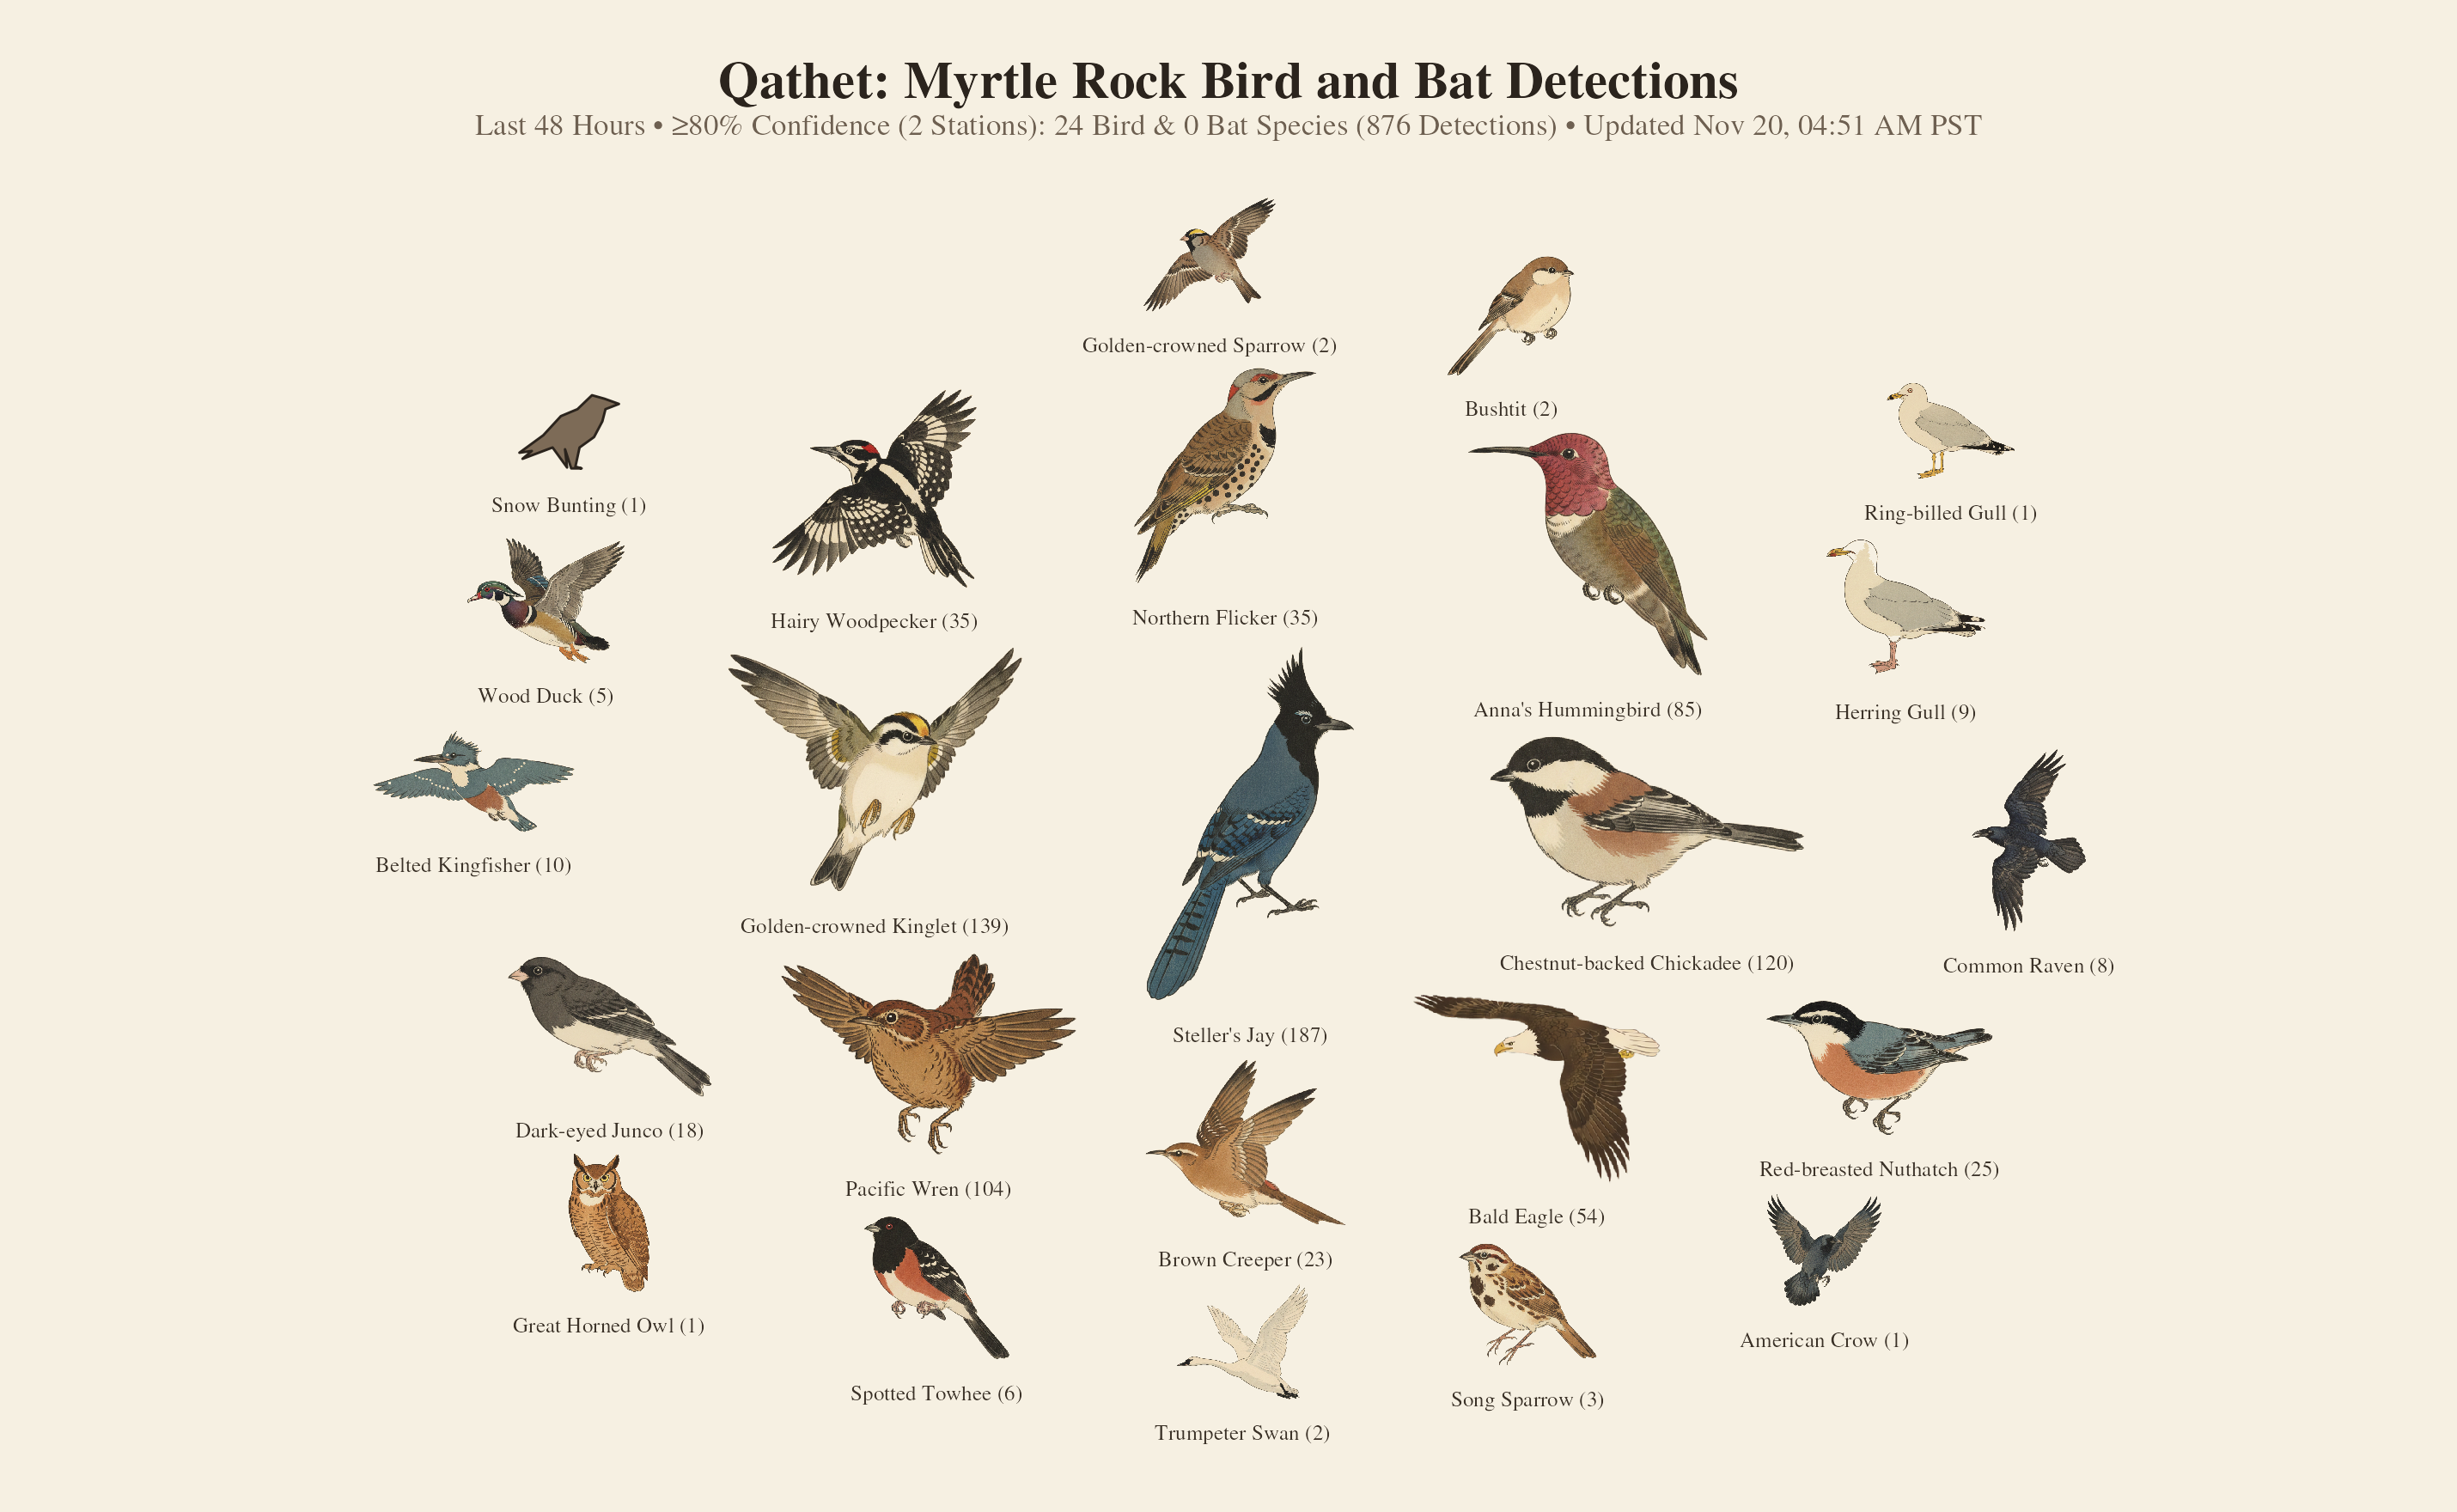 Qathet: Myrtle Rock Bird and Bat Detections
Last 48 Hours • ≥80% Confidence (2 Stations): 24 Bird & 0 Bat Species (876 Detections) • Updated Nov 20, 04:51 AM PST
Golden-crowned Sparrow (2)
Bushtit (2)
Snow Bunting (1)
Ring-billed Gull (1)
Hairy Woodpecker (35)
Northern Flicker (35)
Wood Duck (5)
Anna's Hummingbird (85)
Herring Gull (9)
Belted Kingfisher (10)
Golden-crowned Kinglet (139)
Chestnut-backed Chickadee (120)
Common Raven (8)
Steller's Jay (187)
Dark-eyed Junco (18)
Red-breasted Nuthatch (25)
Pacific Wren (104)
Bald Eagle (54)
Brown Creeper (23)
Great Horned Owl (1)
American Crow (1)
Spotted Towhee (6)
Song Sparrow (3)
Trumpeter Swan (2)